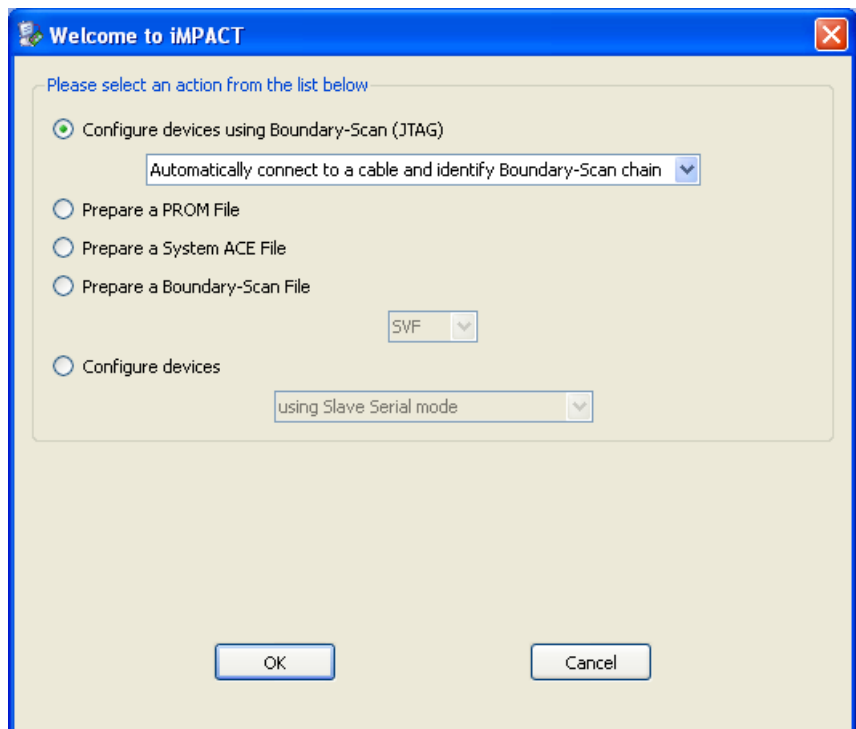 Welcome to iMPACT
Please select an action from the list below
Configure devices using Boundary-Scan (JTAG)
Automatically connect to a cable and identify Boundary-Scan chain
Prepare a PROM File
Prepare a System ACE File
Prepare a Boundary-Scan File
SVF
Configure devices
using Slave Serial mode
OK Cancel